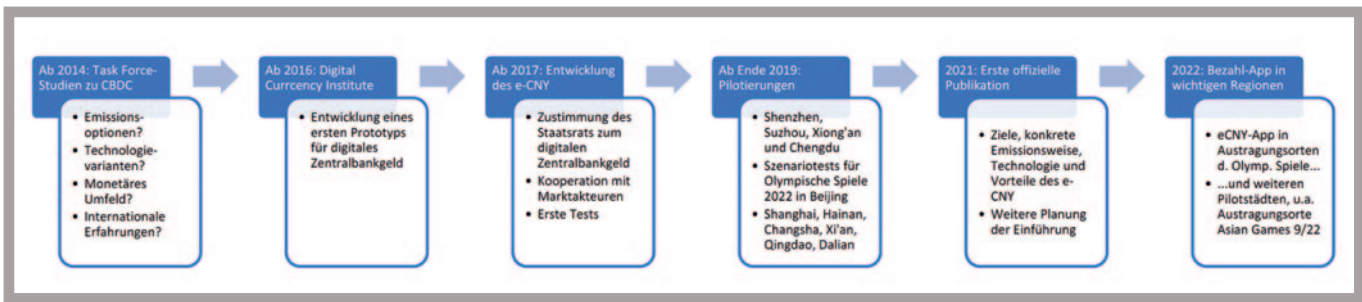 Ab 2014: Task Force-
Studien zu CBDC
• Emissions-
optionen?
• Technologie-
varianten?
• Monetäres
Umfeld?
• Internationale
Erfahrungen?
Ab 2016: Digital
Currcency Institute
• Entwicklung eines
ersten Prototyps
für digitales
Zentralbankgeld
Ab 2017: Entwicklung
des e-CNY
• Zustimmung des
Staatsrats zum
digitalen
Zentralbankgeld
• Kooperation mit
Marktakteuren
• Erste Tests
Ab Ende 2019:
Pilotierungen
• Shenzhen,
Suzhou, Xiong'an
und Chengdu
• Szenariotests für
Olympische Spiele
2022 in Beijing
• Shanghai, Hainan,
Changsha, Xi'an,
Qingdao, Dalian
2021: Erste offizielle
Publikation
• Ziele, konkrete
Emissionsweise,
Technologie und
Vorteile des e-
CNY
• Weitere Planung
der Einführung
2022: Bezahl-App in
wichtigen Regionen
• eCNY-App in
Austragungsorten
d. Olymp. Spiele...
• ...und weiteren
Pilotstädten, u.a.
Austragungsorte
Asian Games 9/22